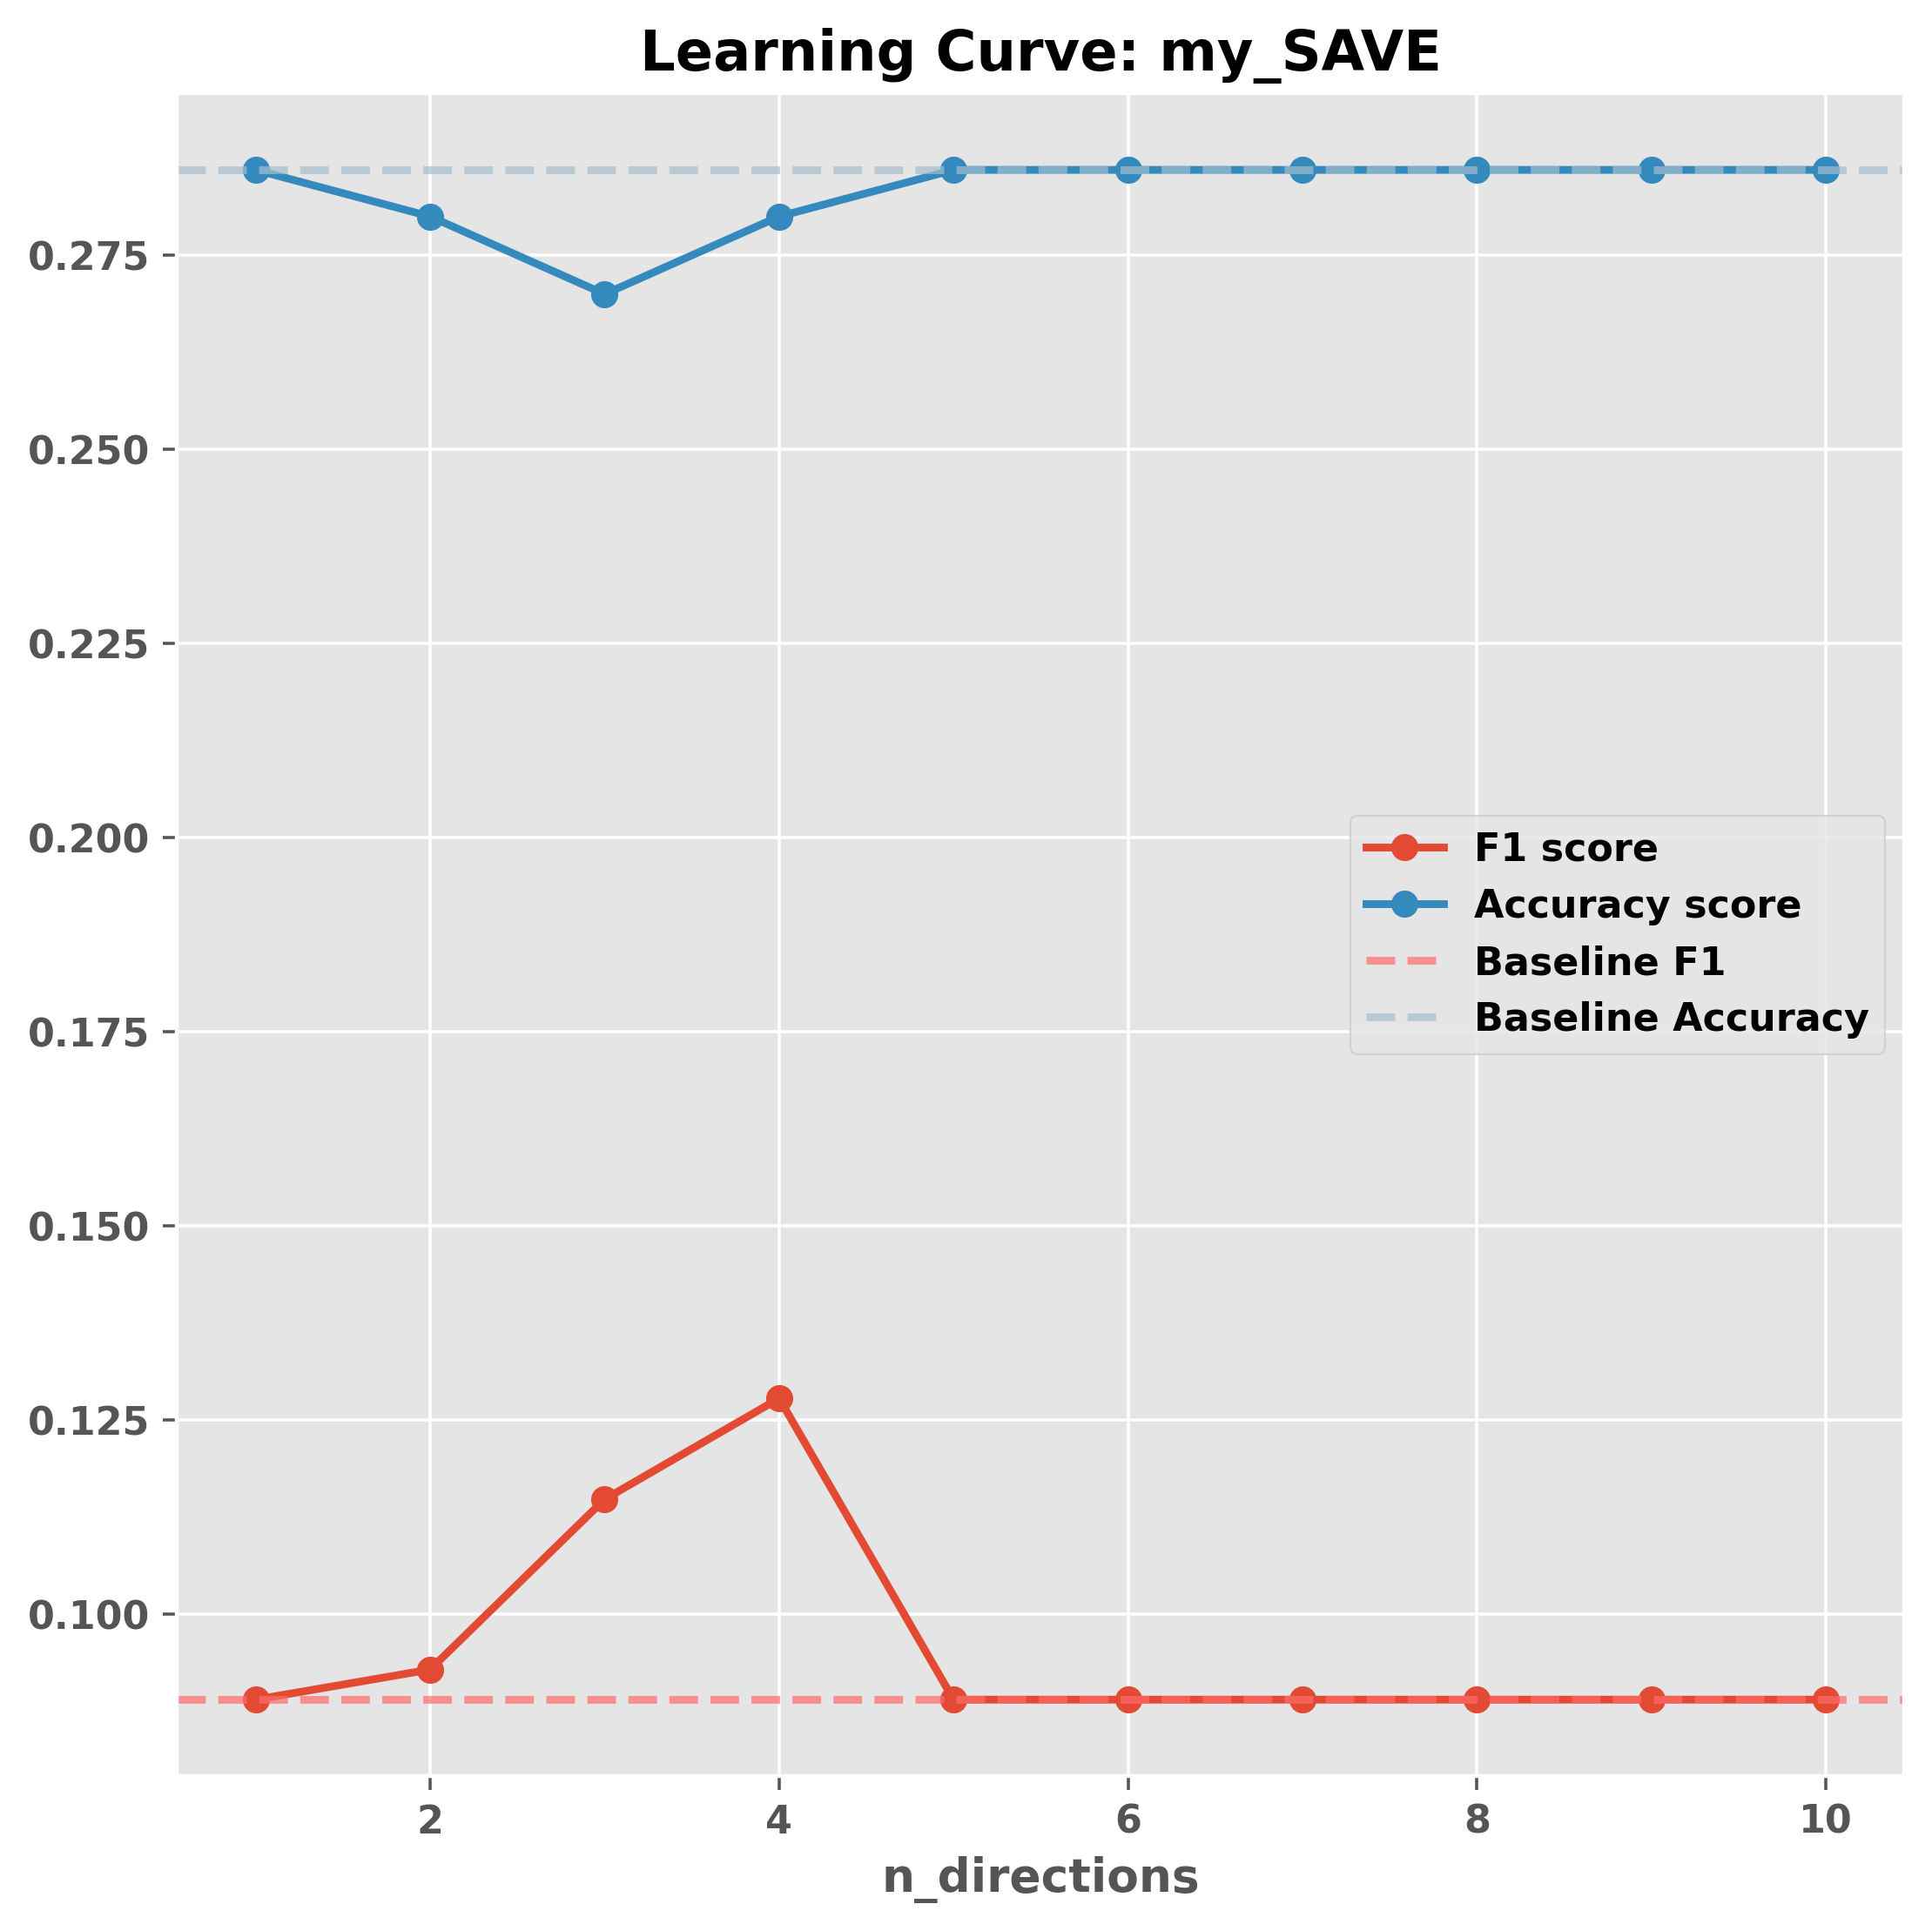 Learning Curve: my_SAVE
0.275
0.250
0.225
0.200
0.175
0.150
0.125
0.100
F1 score
Accuracy score
Baseline F1
Baseline Accuracy
2 4 6 8 10
n_directions